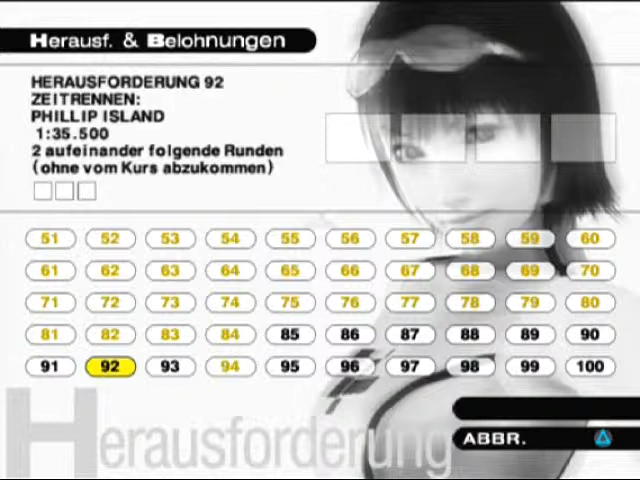 Herausf. & Belohnungen
HERAUSFORDERUNG 92
ZEITRENNEN:
PHILLIP ISLAND
1:35.500
2 aufeinander folgende Runden
(ohne vom Kurs abzukommen)
51 52 53 54 55 56 57 58 59 60
61 62 63 64 65 66 67 68 69 70
71 72 73 74 75 76 77 78 79 80
81 82 83 84 85 86 87 88 89 90
91 92 93 94 95 96 97 98 99 100
Herausforderung
ABBR.